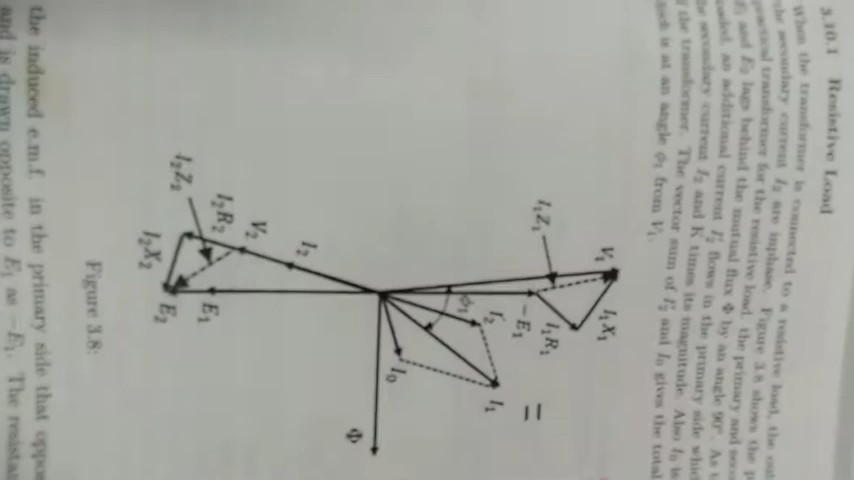 3.10.1 Resistive Load
When the transformer is connected to a resistive load, the out
the secondary current I₂ are inphase. Figure 3.8 shows the p
practical transformer for the resistive load, the primary and seco
E₁ and E₂ lags behind the mutual flux Φ by an angle 90°. As t
loaded, an additional current I₂′ flows in the primary side whic
the secondary current I₂ and K times its magnitude. Also I₀ is
of the transformer. The vector sum of I₂′ and I₀ gives the total
which is at an angle φ₁ from V₁.
V₁
I₁X₁
I₁Z₁
I₁R₁
−E₁
I₂′
φ₁
I₁
=
I₀
Φ
I₂
V₂
I₂R₂
I₂Z₂
I₂X₂
E₁
E₂
Figure 3.8:
the induced e.m.f. in the primary side that oppos
and is drawn opposite to E₁ as −E₁. The resistan